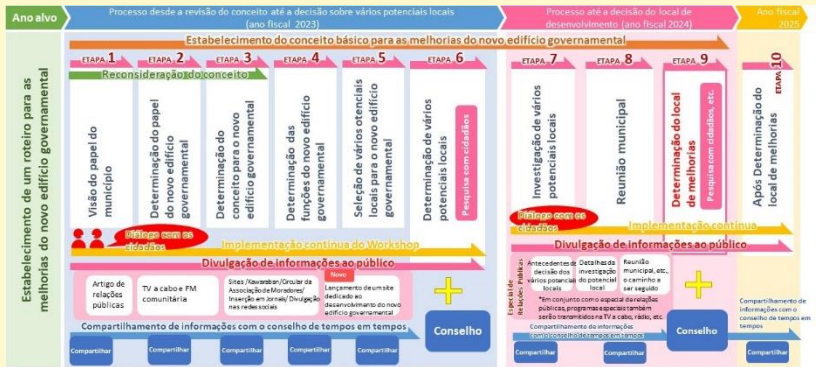 Ano alvo
Processo desde a revisão do conceito até a decisão sobre vários potenciais locais
(ano fiscal 2023)
Processo até a decisão do local de
desenvolvimento (ano fiscal 2024)
Ano fiscal
2025
Estabelecimento de um roteiro para as
melhorias do novo edifício governamental
Estabelecimento do conceito básico para as melhorias do novo edifício governamental
ETAPA 1
ETAPA 2
ETAPA 3
ETAPA 4
ETAPA 5
ETAPA 6
Reconsideração do conceito
Visão do papel do
município
Determinação do papel
do novo edifício
governamental
Determinação do
conceito para o novo
edifício governamental
Determinação das
funções do novo edifício
governamental
Seleção de vários otenciais
locais para o novo edifício
governamental
Determinação de vários
potenciais locais
Pesquisa com cidadãos
ETAPA 7
ETAPA 8
ETAPA 9
ETAPA 10
Investigação de vários
potenciais locais
Reunião municipal
Determinação do local
de melhorias
Pesquisa com cidadãos, etc.
Após Determinação do
local de melhorias
Diálogo com os
cidadãos
Implementação contínua do Workshop
Divulgação de informações ao público
Artigo de
relações
públicas
TV a cabo e FM
comunitária
Sites /Kawaraban/Circular da
Associação de Moradores/
Inserção em Jornais/ Divulgação
nas redes sociais
Novo
Lançamento de um site
dedicado ao
desenvolvimento do novo
edifício governamental
Compartilhamento de informações com o conselho de tempos em tempos
Compartilhar
Compartilhar
Compartilhar
Compartilhar
Compartilhar
Conselho
Diálogo com os
cidadãos
Implementação contínua
Divulgação de informações ao público
Especial de
Relações Públicas
Antecedentes de
decisão dos
vários potenciais
locais
Detalhes da
investigação
do potencial
local
Reunião
municipal, etc.,
o caminho a
ser seguido
*Em conjunto com o especial de relações
públicas, programas especiais também
serão transmitidos na TV a cabo, rádio, etc.
Compartilhamento de informações
com o conselho de tempos em tempos
Compartilhar
Compartilhar
Conselho
Compartilhamento de
informações com o
conselho de tempos em
tempos
Compartilhar